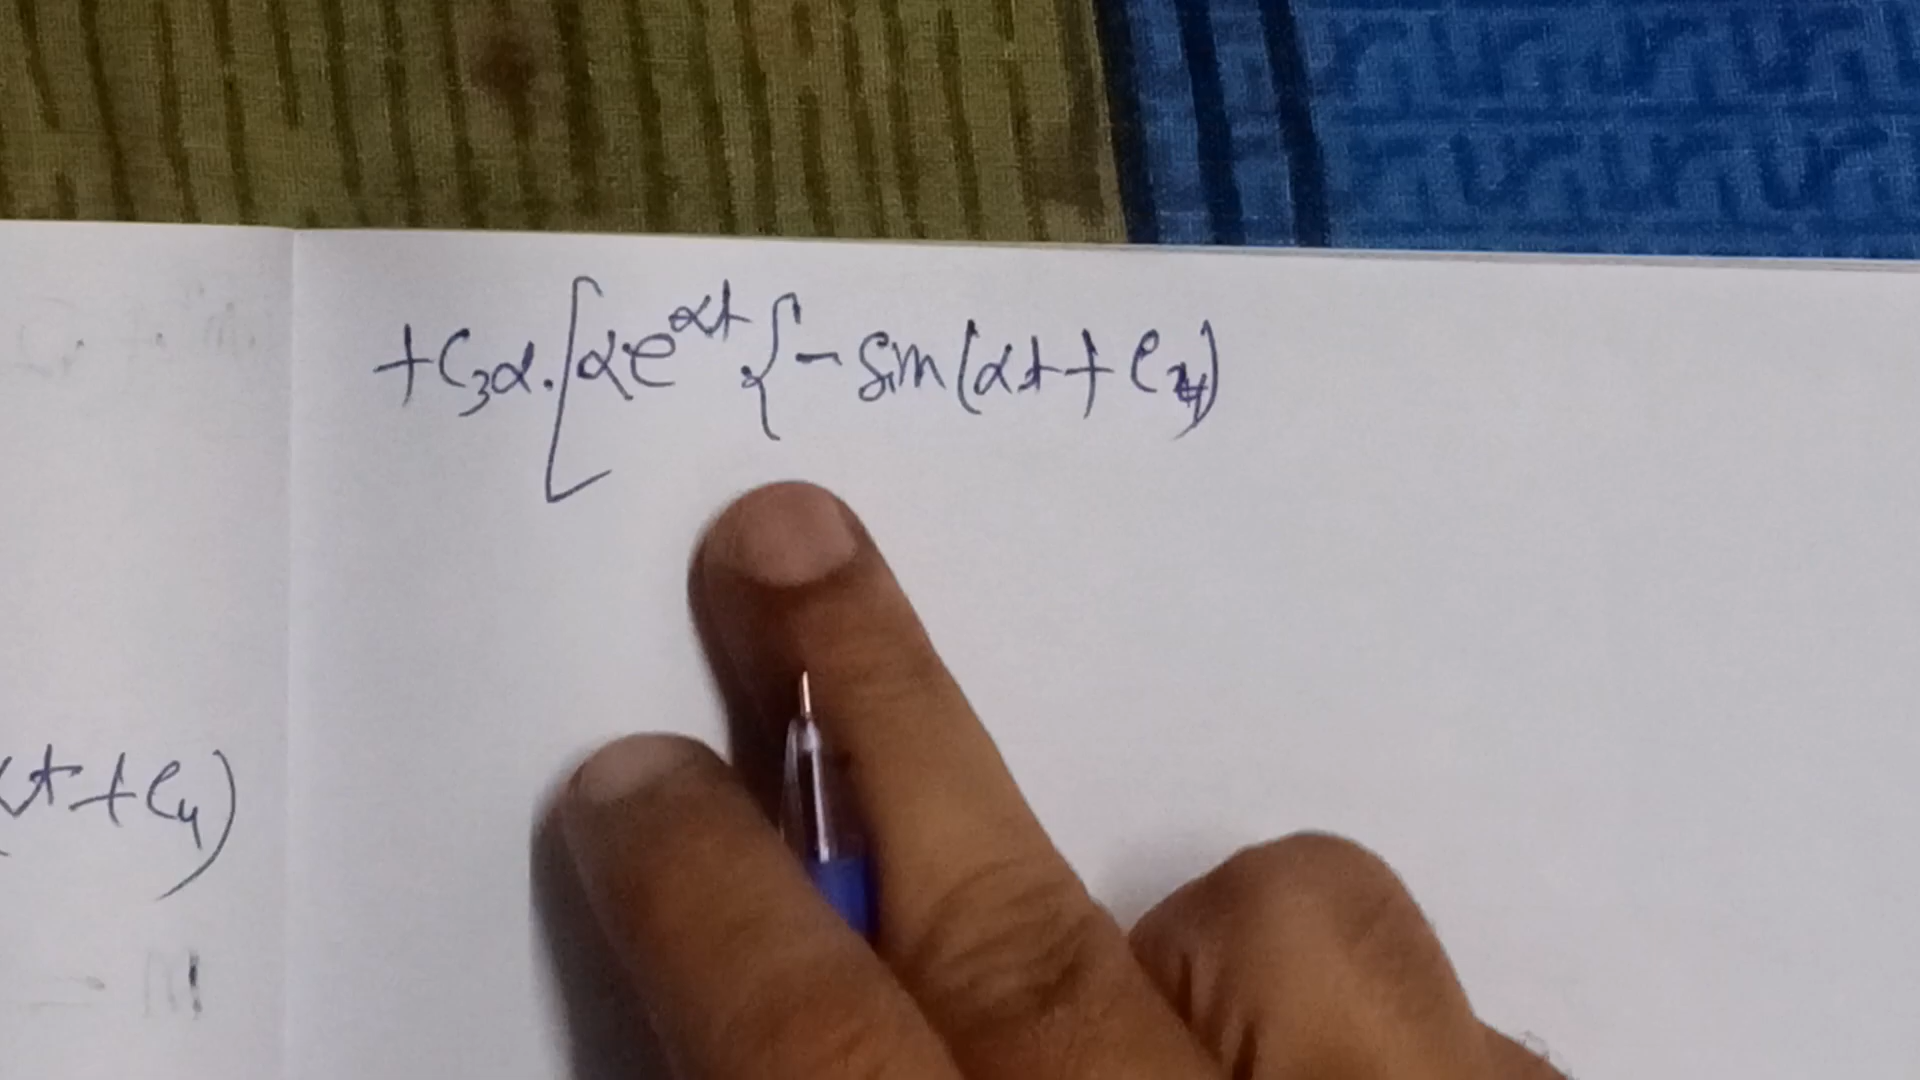 +C₃α.[αe^αt {- Sin(αt + C₄)
t + C₄)